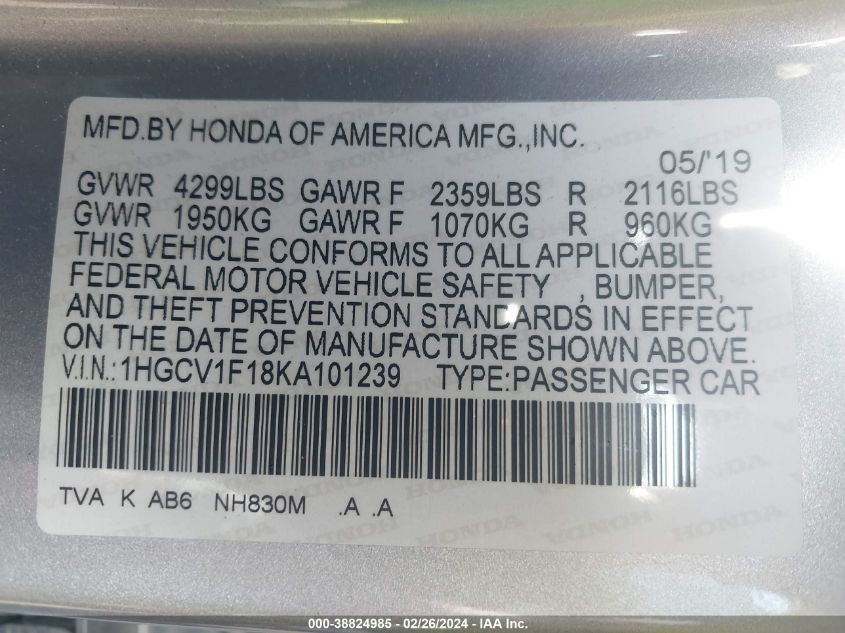 MFD.BY HONDA OF AMERICA MFG.,INC.
05/'19
GVWR 4299LBS GAWR F 2359LBS R 2116LBS
GVWR 1950KG GAWR F 1070KG R 960KG
THIS VEHICLE CONFORMS TO ALL APPLICABLE
FEDERAL MOTOR VEHICLE SAFETY , BUMPER,
AND THEFT PREVENTION STANDARDS IN EFFECT
ON THE DATE OF MANUFACTURE SHOWN ABOVE.
V.I.N.:1HGCV1F18KA101239 TYPE:PASSENGER CAR
TVA K AB6 NH830M .A .A
000-38824985 - 02/26/2024 - IAA Inc.